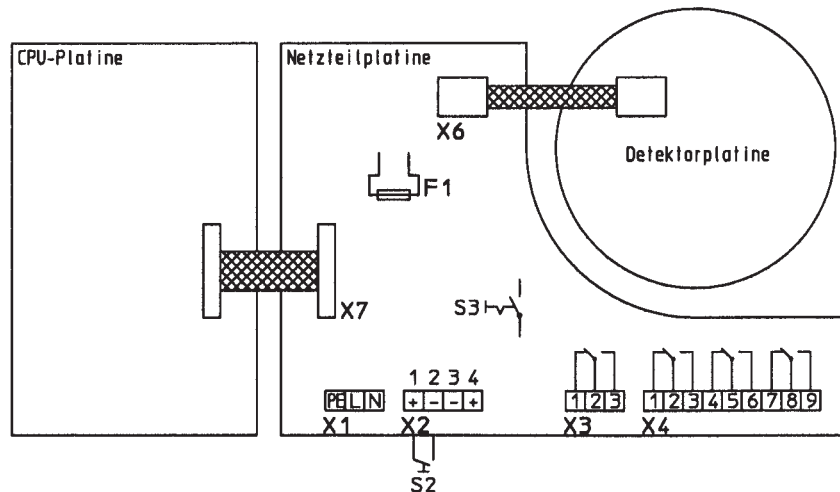 CPU-Platine
Netzteilplatine
X6
Detektorplatine
F1
X7
S3
1 2 3 4
PE L N
+ - - +
1 2 3
1 2 3 4 5 6 7 8 9
X1
X2
X3
X4
S2